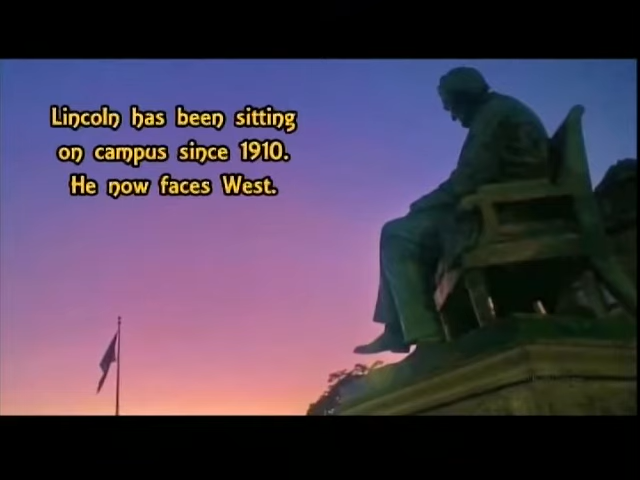 Lincoln has been sitting
on campus since 1910.
He now faces West.